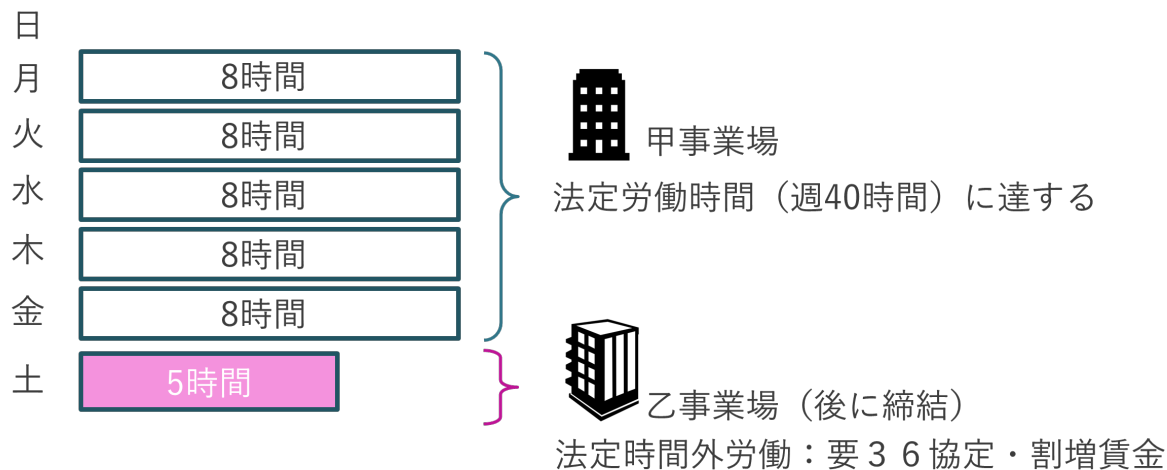 日
月 8時間
火 8時間
水 8時間
木 8時間
金 8時間
土 5時間
甲事業場
法定労働時間（週40時間）に達する
乙事業場（後に締結）
法定時間外労働：要３６協定・割増賃金